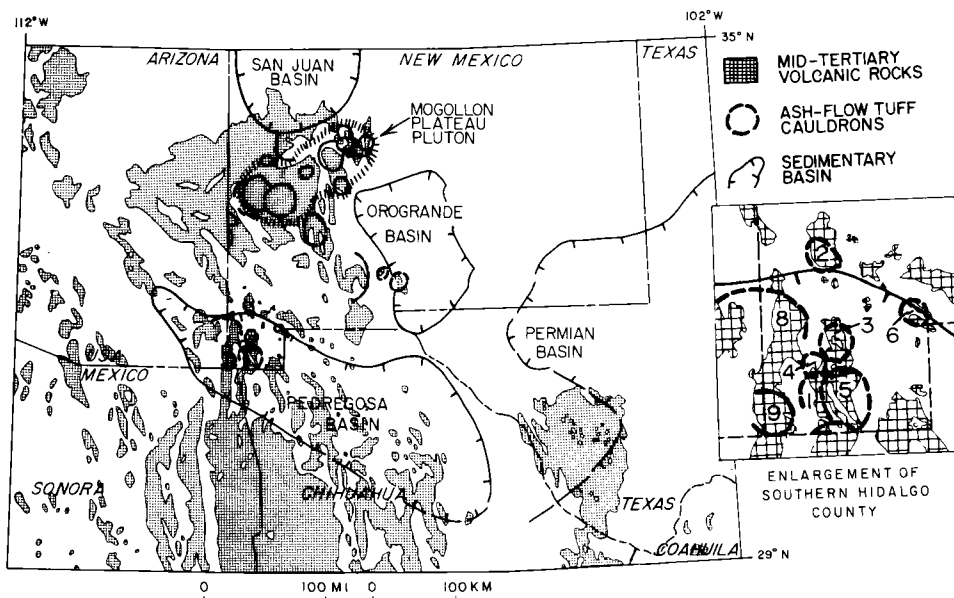 112° W
102° W
35° N
ARIZONA
NEW MEXICO
TEXAS
SAN JUAN
BASIN
MOGOLLON
PLATEAU
PLUTON
OROGRANDE
BASIN
PERMIAN
BASIN
USA
MEXICO
PEDREGOSA
BASIN
SONORA
CHIHUAHUA
TEXAS
COAHUILA
29° N
0 100 MI 0 100 KM
MID-TERTIARY
VOLCANIC ROCKS
ASH-FLOW TUFF
CAULDRONS
SEDIMENTARY
BASIN
2
8
3
6
4
5
9
ENLARGEMENT OF
SOUTHERN HIDALGO
COUNTY